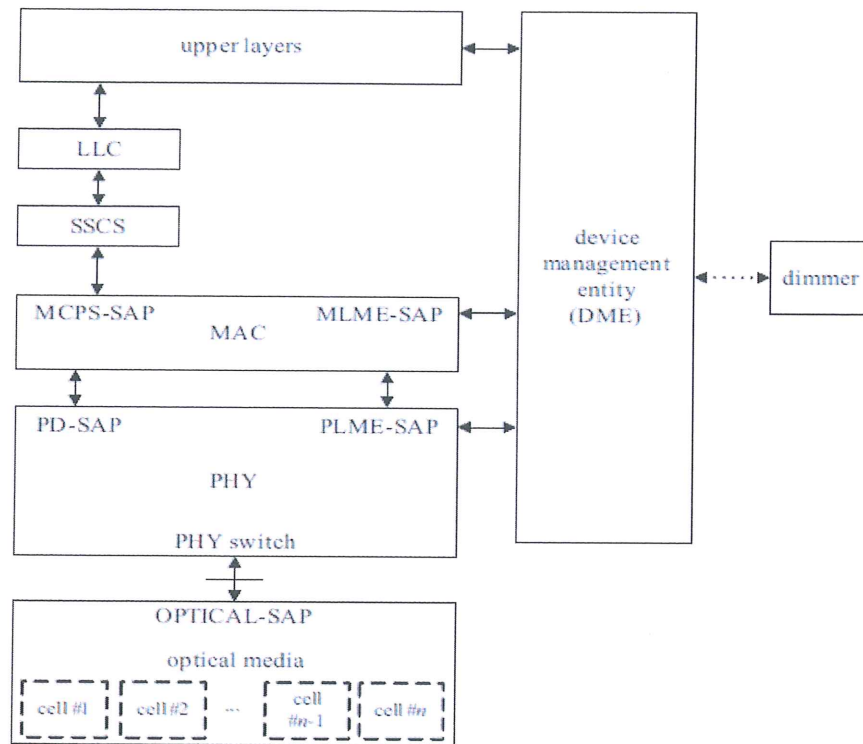 upper layers
LLC
SSCS
MCPS-SAP
MLME-SAP
MAC
PD-SAP
PLME-SAP
PHY
PHY switch
OPTICAL-SAP
optical media
cell #1
cell #2
...
cell
#n-1
cell #n
device
management
entity
(DME)
dimmer